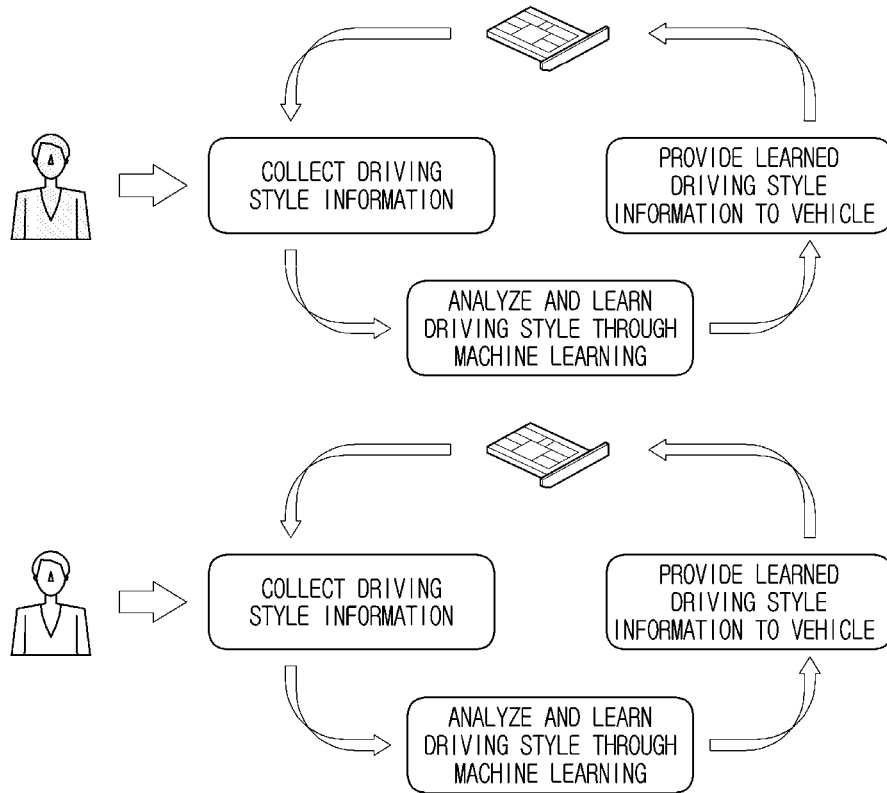 COLLECT DRIVING
STYLE INFORMATION
PROVIDE LEARNED
DRIVING STYLE
INFORMATION TO VEHICLE
ANALYZE AND LEARN
DRIVING STYLE THROUGH
MACHINE LEARNING
COLLECT DRIVING
STYLE INFORMATION
PROVIDE LEARNED
DRIVING STYLE
INFORMATION TO VEHICLE
ANALYZE AND LEARN
DRIVING STYLE THROUGH
MACHINE LEARNING